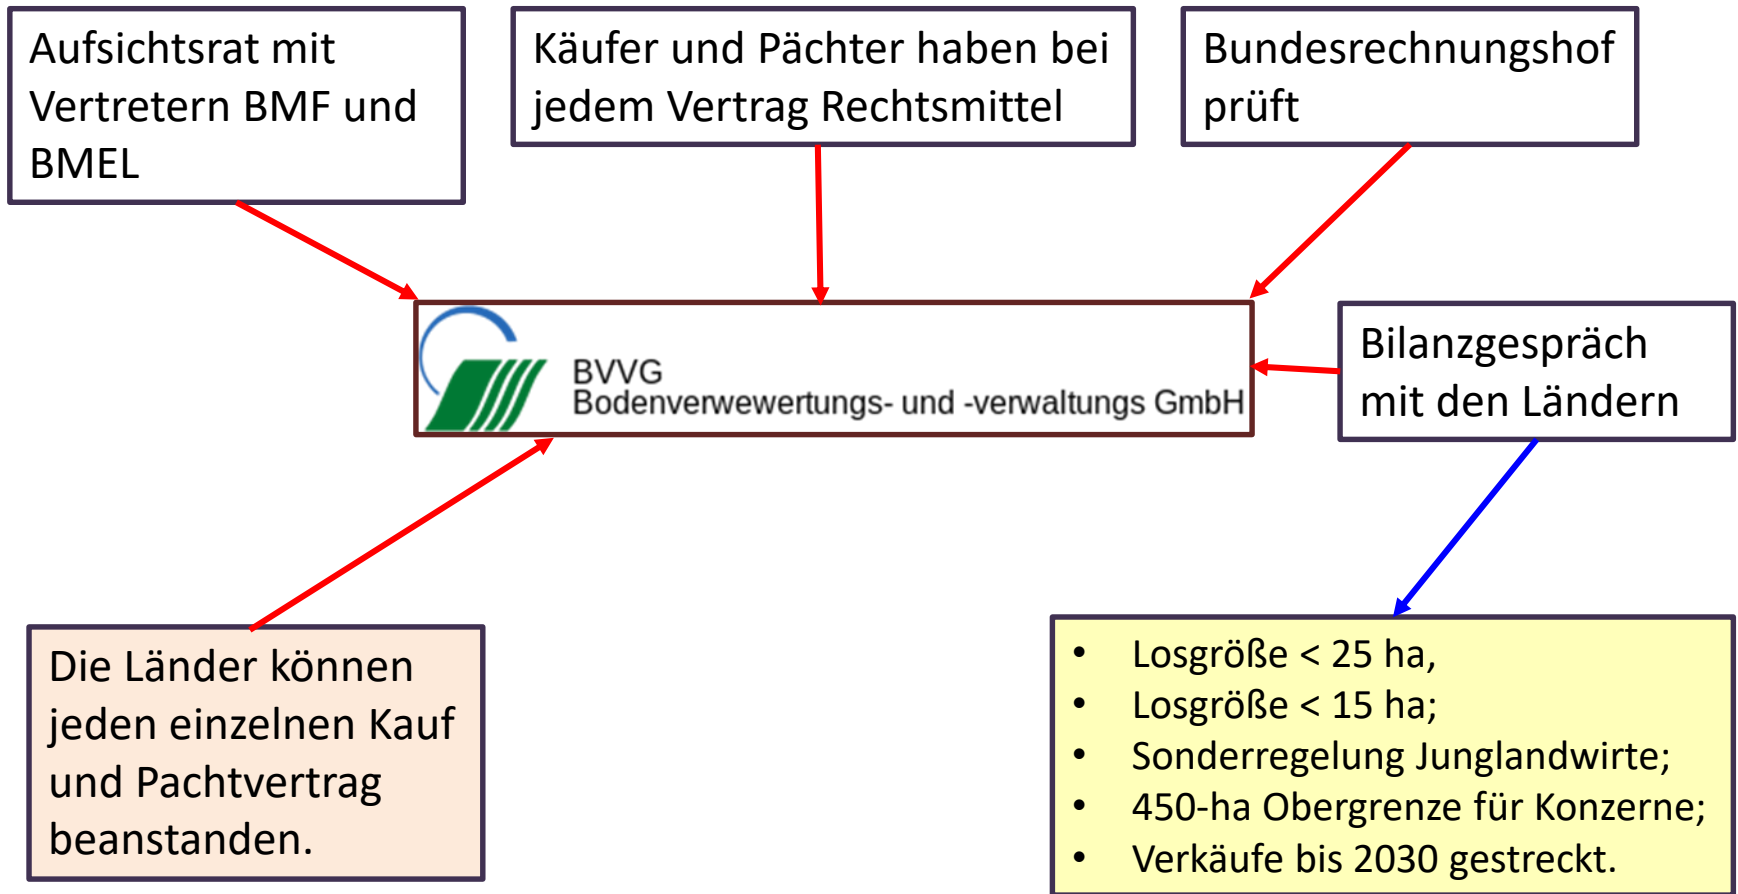 Aufsichtsrat mit
Vertretern BMF und
BMEL
Käufer und Pächter haben bei
jedem Vertrag Rechtsmittel
Bundesrechnungshof
prüft
BVVG
Bodenverwewertungs- und -verwaltungs GmbH
Bilanzgespräch
mit den Ländern
Die Länder können
jeden einzelnen Kauf
und Pachtvertrag
beanstanden.
• Losgröße < 25 ha,
• Losgröße < 15 ha;
• Sonderregelung Junglandwirte;
• 450-ha Obergrenze für Konzerne;
• Verkäufe bis 2030 gestreckt.